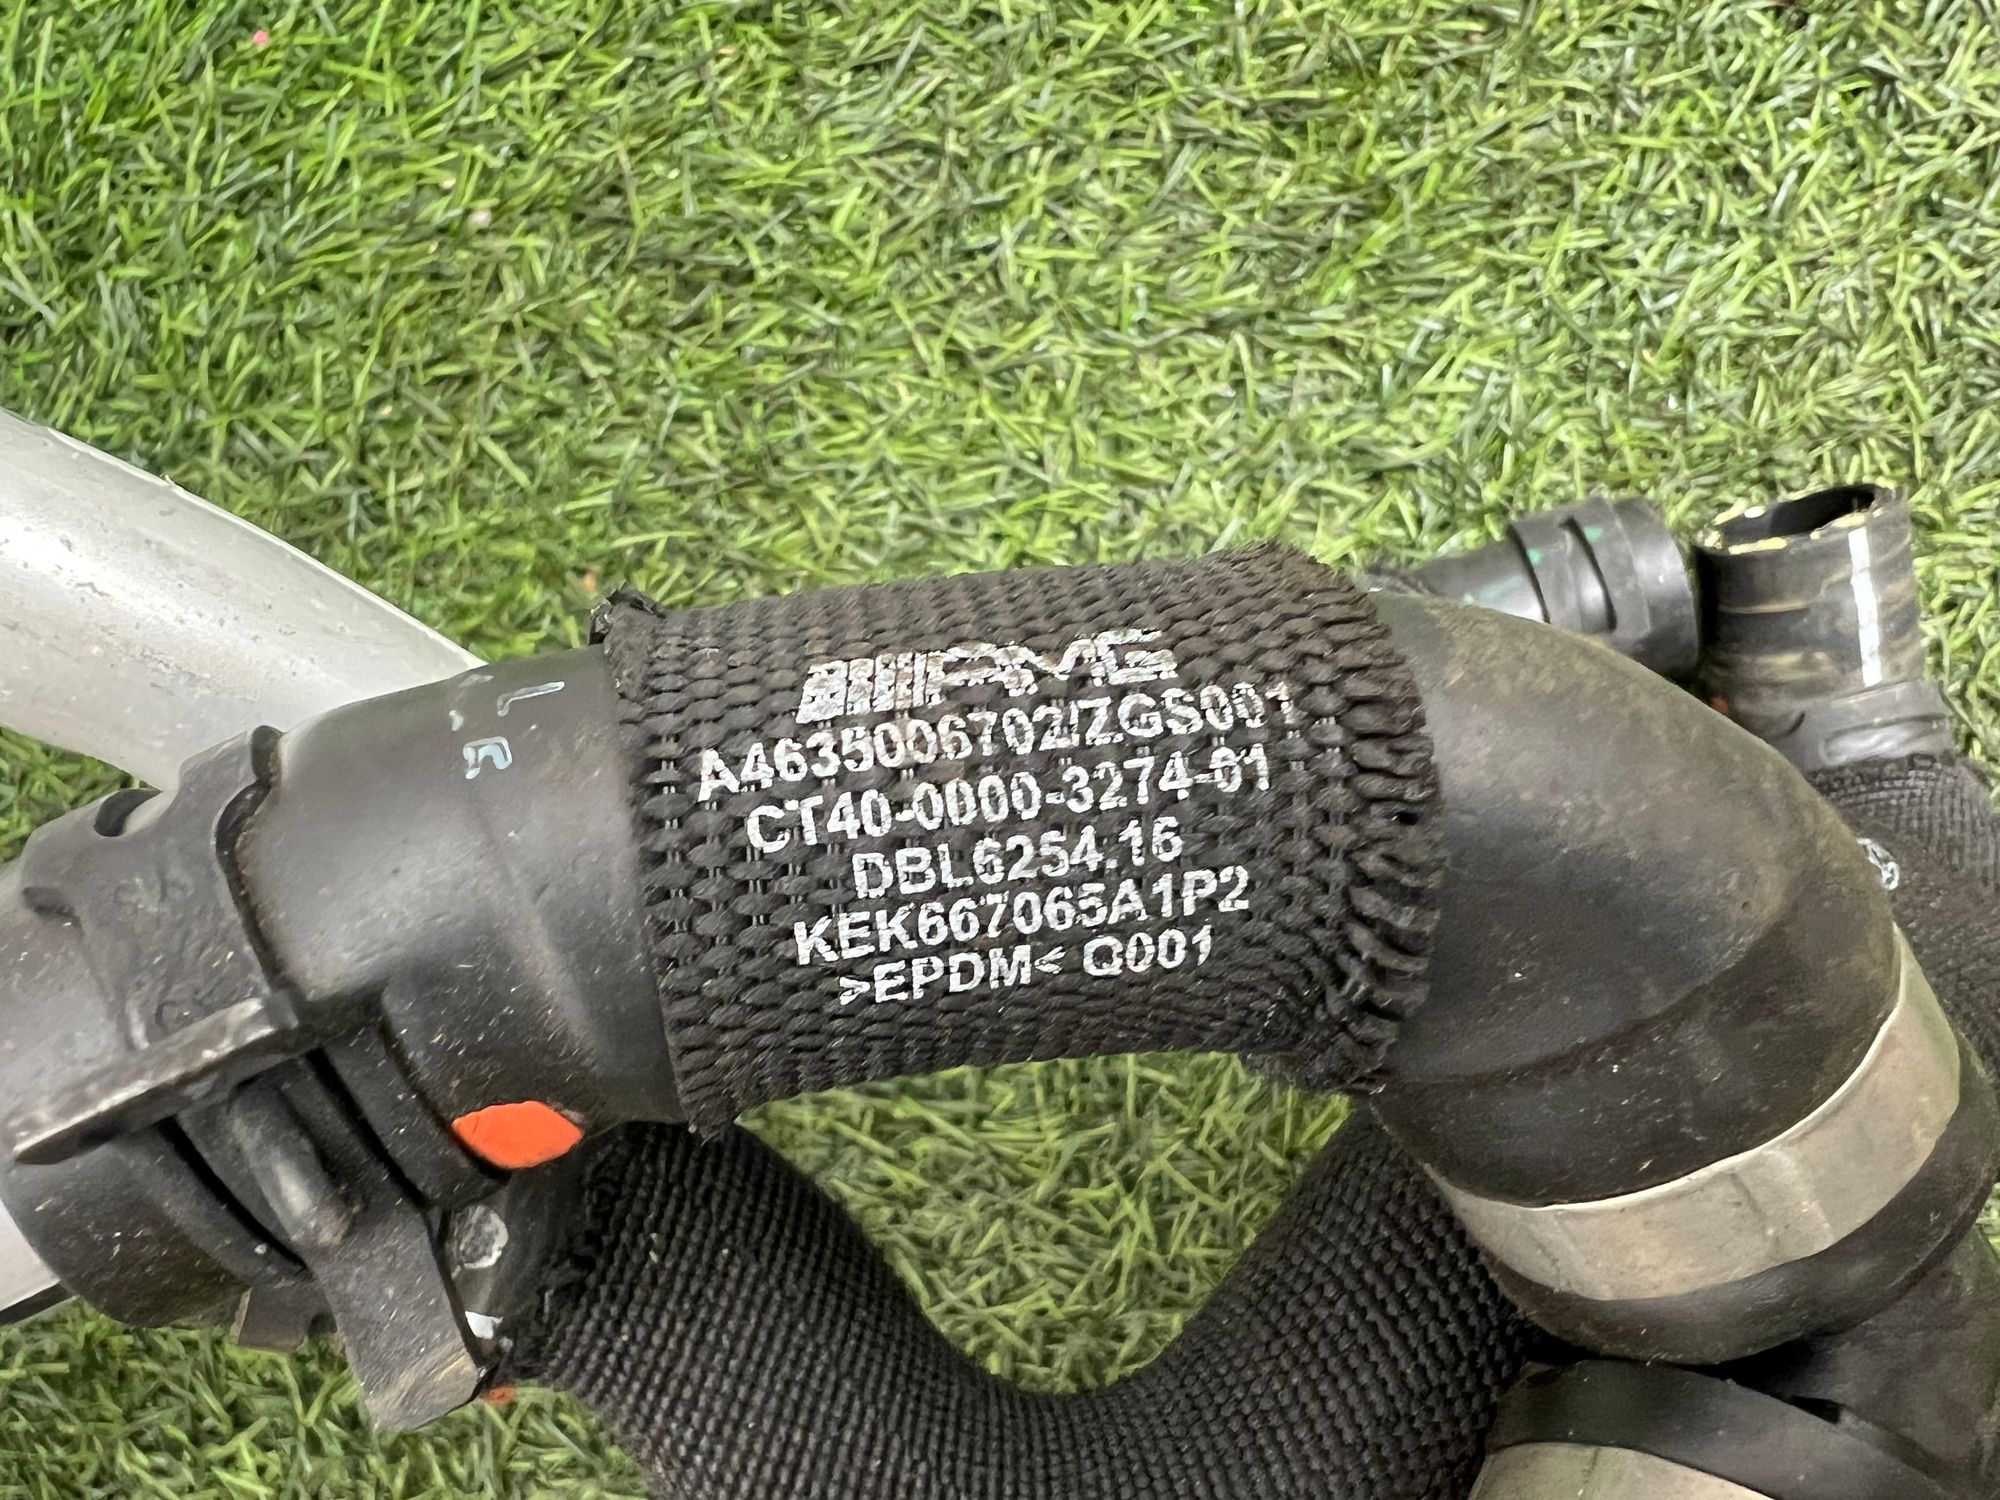 AMG
A4635006702/ZGS001
CT40-0000-3274-01
DBL6254.16
KEK667065A1P2
>EPDM< Q001